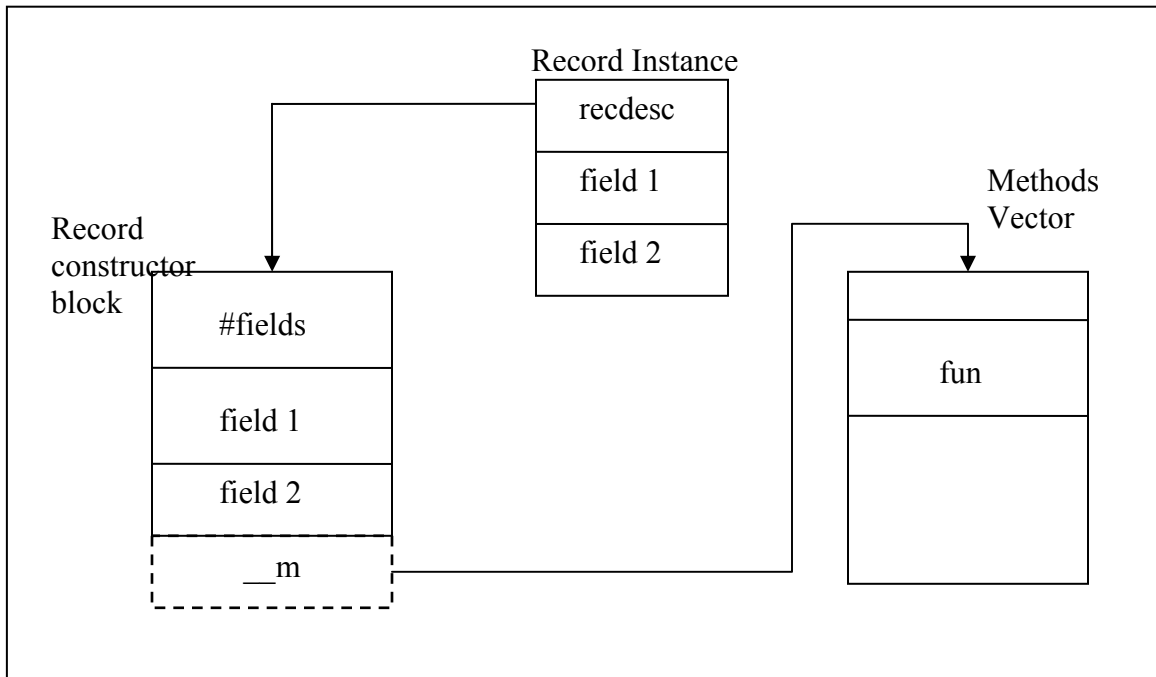 Record Instance
recdesc
field 1
field 2
Methods
Vector
fun
Record
constructor
block
#fields
field 1
field 2
__m